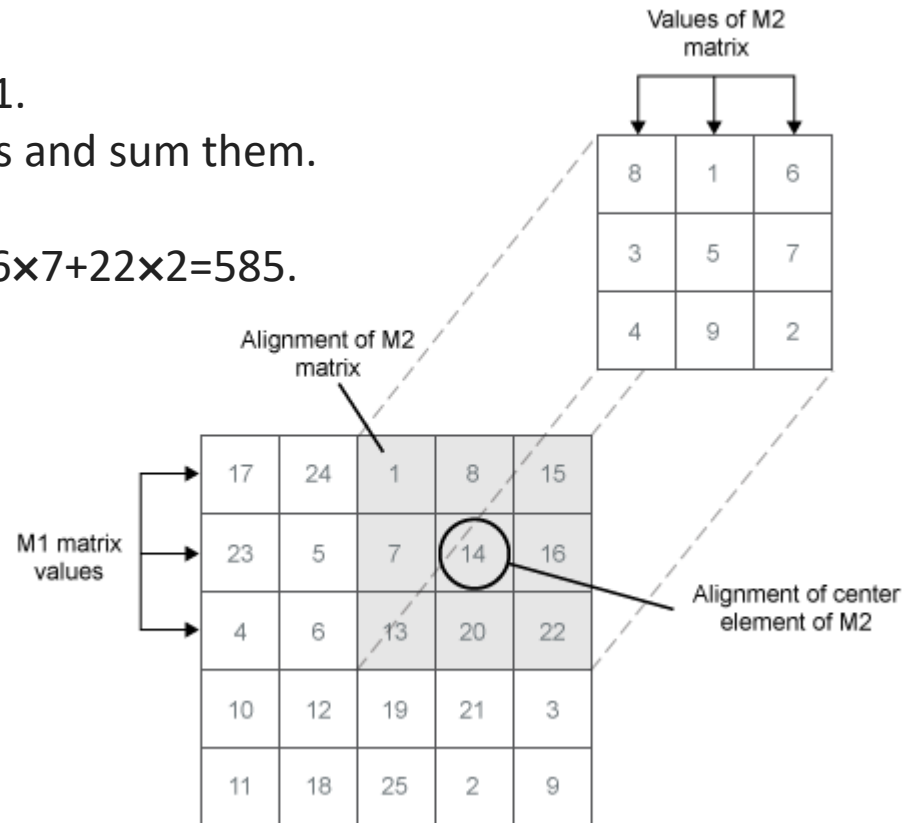 Values of M2
matrix
1.
s and sum them.
6×7+22×2=585.
8 1 6
3 5 7
4 9 2
Alignment of M2
matrix
17 24 1 8 15
23 5 7 14 16
4 6 13 20 22
10 12 19 21 3
11 18 25 2 9
M1 matrix
values
Alignment of center
element of M2